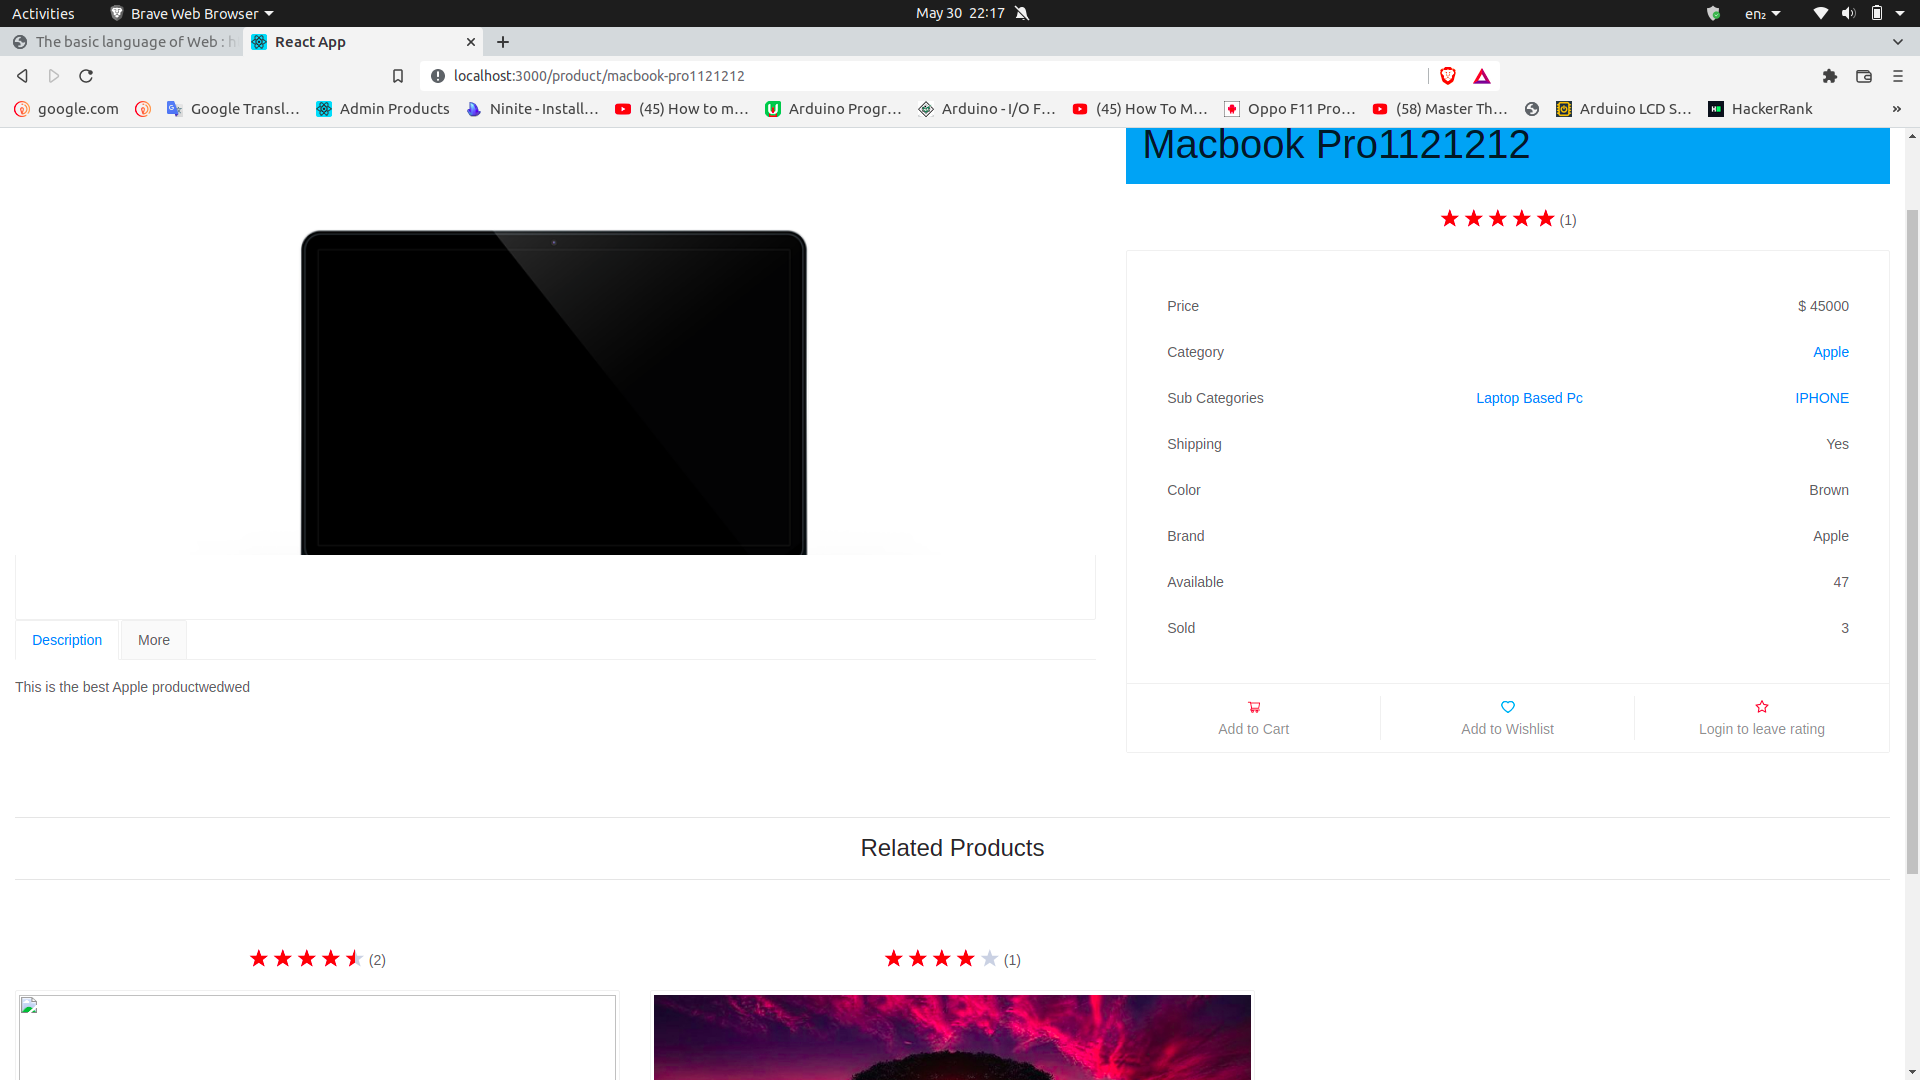 Activities
Brave Web Browser
May 30 22:17
en₂
The basic language of Web : h
React App
localhost:3000/product/macbook-pro1121212
google.com
Google Transl...
Admin Products
Ninite - Install...
(45) How to m...
Arduino Progr...
Arduino - I/O F...
(45) How To M...
Oppo F11 Pro...
(58) Master Th...
Arduino LCD S...
HackerRank
»
Macbook Pro1121212
(1)
Price $ 45000
Category Apple
Sub Categories Laptop Based Pc IPHONE
Shipping Yes
Color Brown
Brand Apple
Available 47
Sold 3
Add to Cart
Add to Wishlist
Login to leave rating
Description
More
This is the best Apple productwedwed
Related Products
(2)
(1)